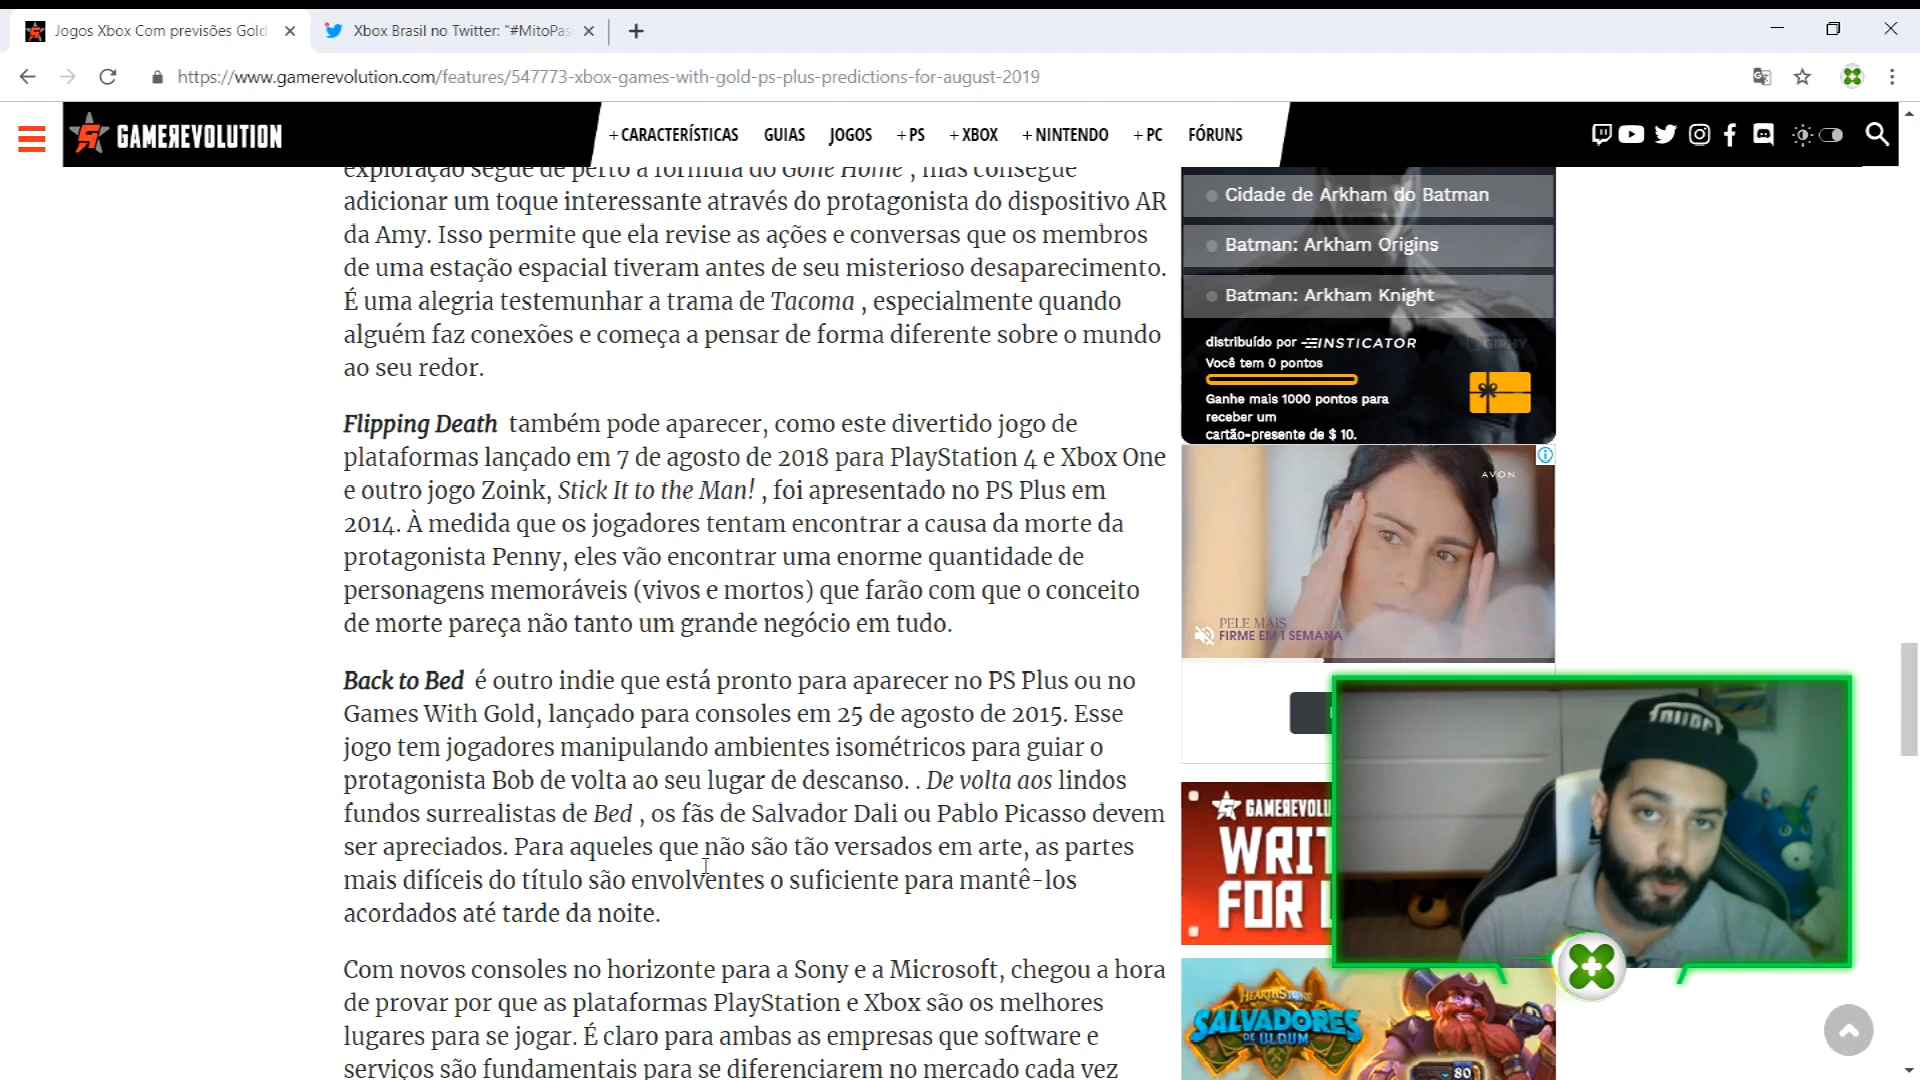 Jogos Xbox Com previsões Gold
Xbox Brasil no Twitter: "#MitoPas
https://www.gamerevolution.com/features/547773-xbox-games-with-gold-ps-plus-predictions-for-august-2019
GAMEREVOLUTION
+ CARACTERÍSTICAS GUIAS JOGOS + PS + XBOX + NINTENDO + PC FÓRUNS
exploração segue de perto a fórmula do Gone Home , mas consegue
adicionar um toque interessante através do protagonista do dispositivo AR
da Amy. Isso permite que ela revise as ações e conversas que os membros
de uma estação espacial tiveram antes de seu misterioso desaparecimento.
É uma alegria testemunhar a trama de Tacoma , especialmente quando
alguém faz conexões e começa a pensar de forma diferente sobre o mundo
ao seu redor.
Flipping Death também pode aparecer, como este divertido jogo de
plataformas lançado em 7 de agosto de 2018 para PlayStation 4 e Xbox One
e outro jogo Zoink, Stick It to the Man! , foi apresentado no PS Plus em
2014. À medida que os jogadores tentam encontrar a causa da morte da
protagonista Penny, eles vão encontrar uma enorme quantidade de
personagens memoráveis (vivos e mortos) que farão com que o conceito
de morte pareça não tanto um grande negócio em tudo.
Back to Bed é outro indie que está pronto para aparecer no PS Plus ou no
Games With Gold, lançado para consoles em 25 de agosto de 2015. Esse
jogo tem jogadores manipulando ambientes isométricos para guiar o
protagonista Bob de volta ao seu lugar de descanso. . De volta aos lindos
fundos surrealistas de Bed , os fãs de Salvador Dali ou Pablo Picasso devem
ser apreciados. Para aqueles que não são tão versados em arte, as partes
mais difíceis do título são envolventes o suficiente para mantê-los
acordados até tarde da noite.
Com novos consoles no horizonte para a Sony e a Microsoft, chegou a hora
de provar por que as plataformas PlayStation e Xbox são os melhores
lugares para se jogar. É claro para ambas as empresas que software e
serviços são fundamentais para se diferenciarem no mercado cada vez
Cidade de Arkham do Batman
Batman: Arkham Origins
Batman: Arkham Knight
distribuído por INSTICATOR
GIPHY
Você tem 0 pontos
Ganhe mais 1000 pontos para
receber um
cartão-presente de $ 10.
AVON
PELE MAIS
FIRME EM 1 SEMANA
GAMEREVOLU
WRIT
FOR
HEARTHSTONE
SALVADORES
DE ULDUM
80